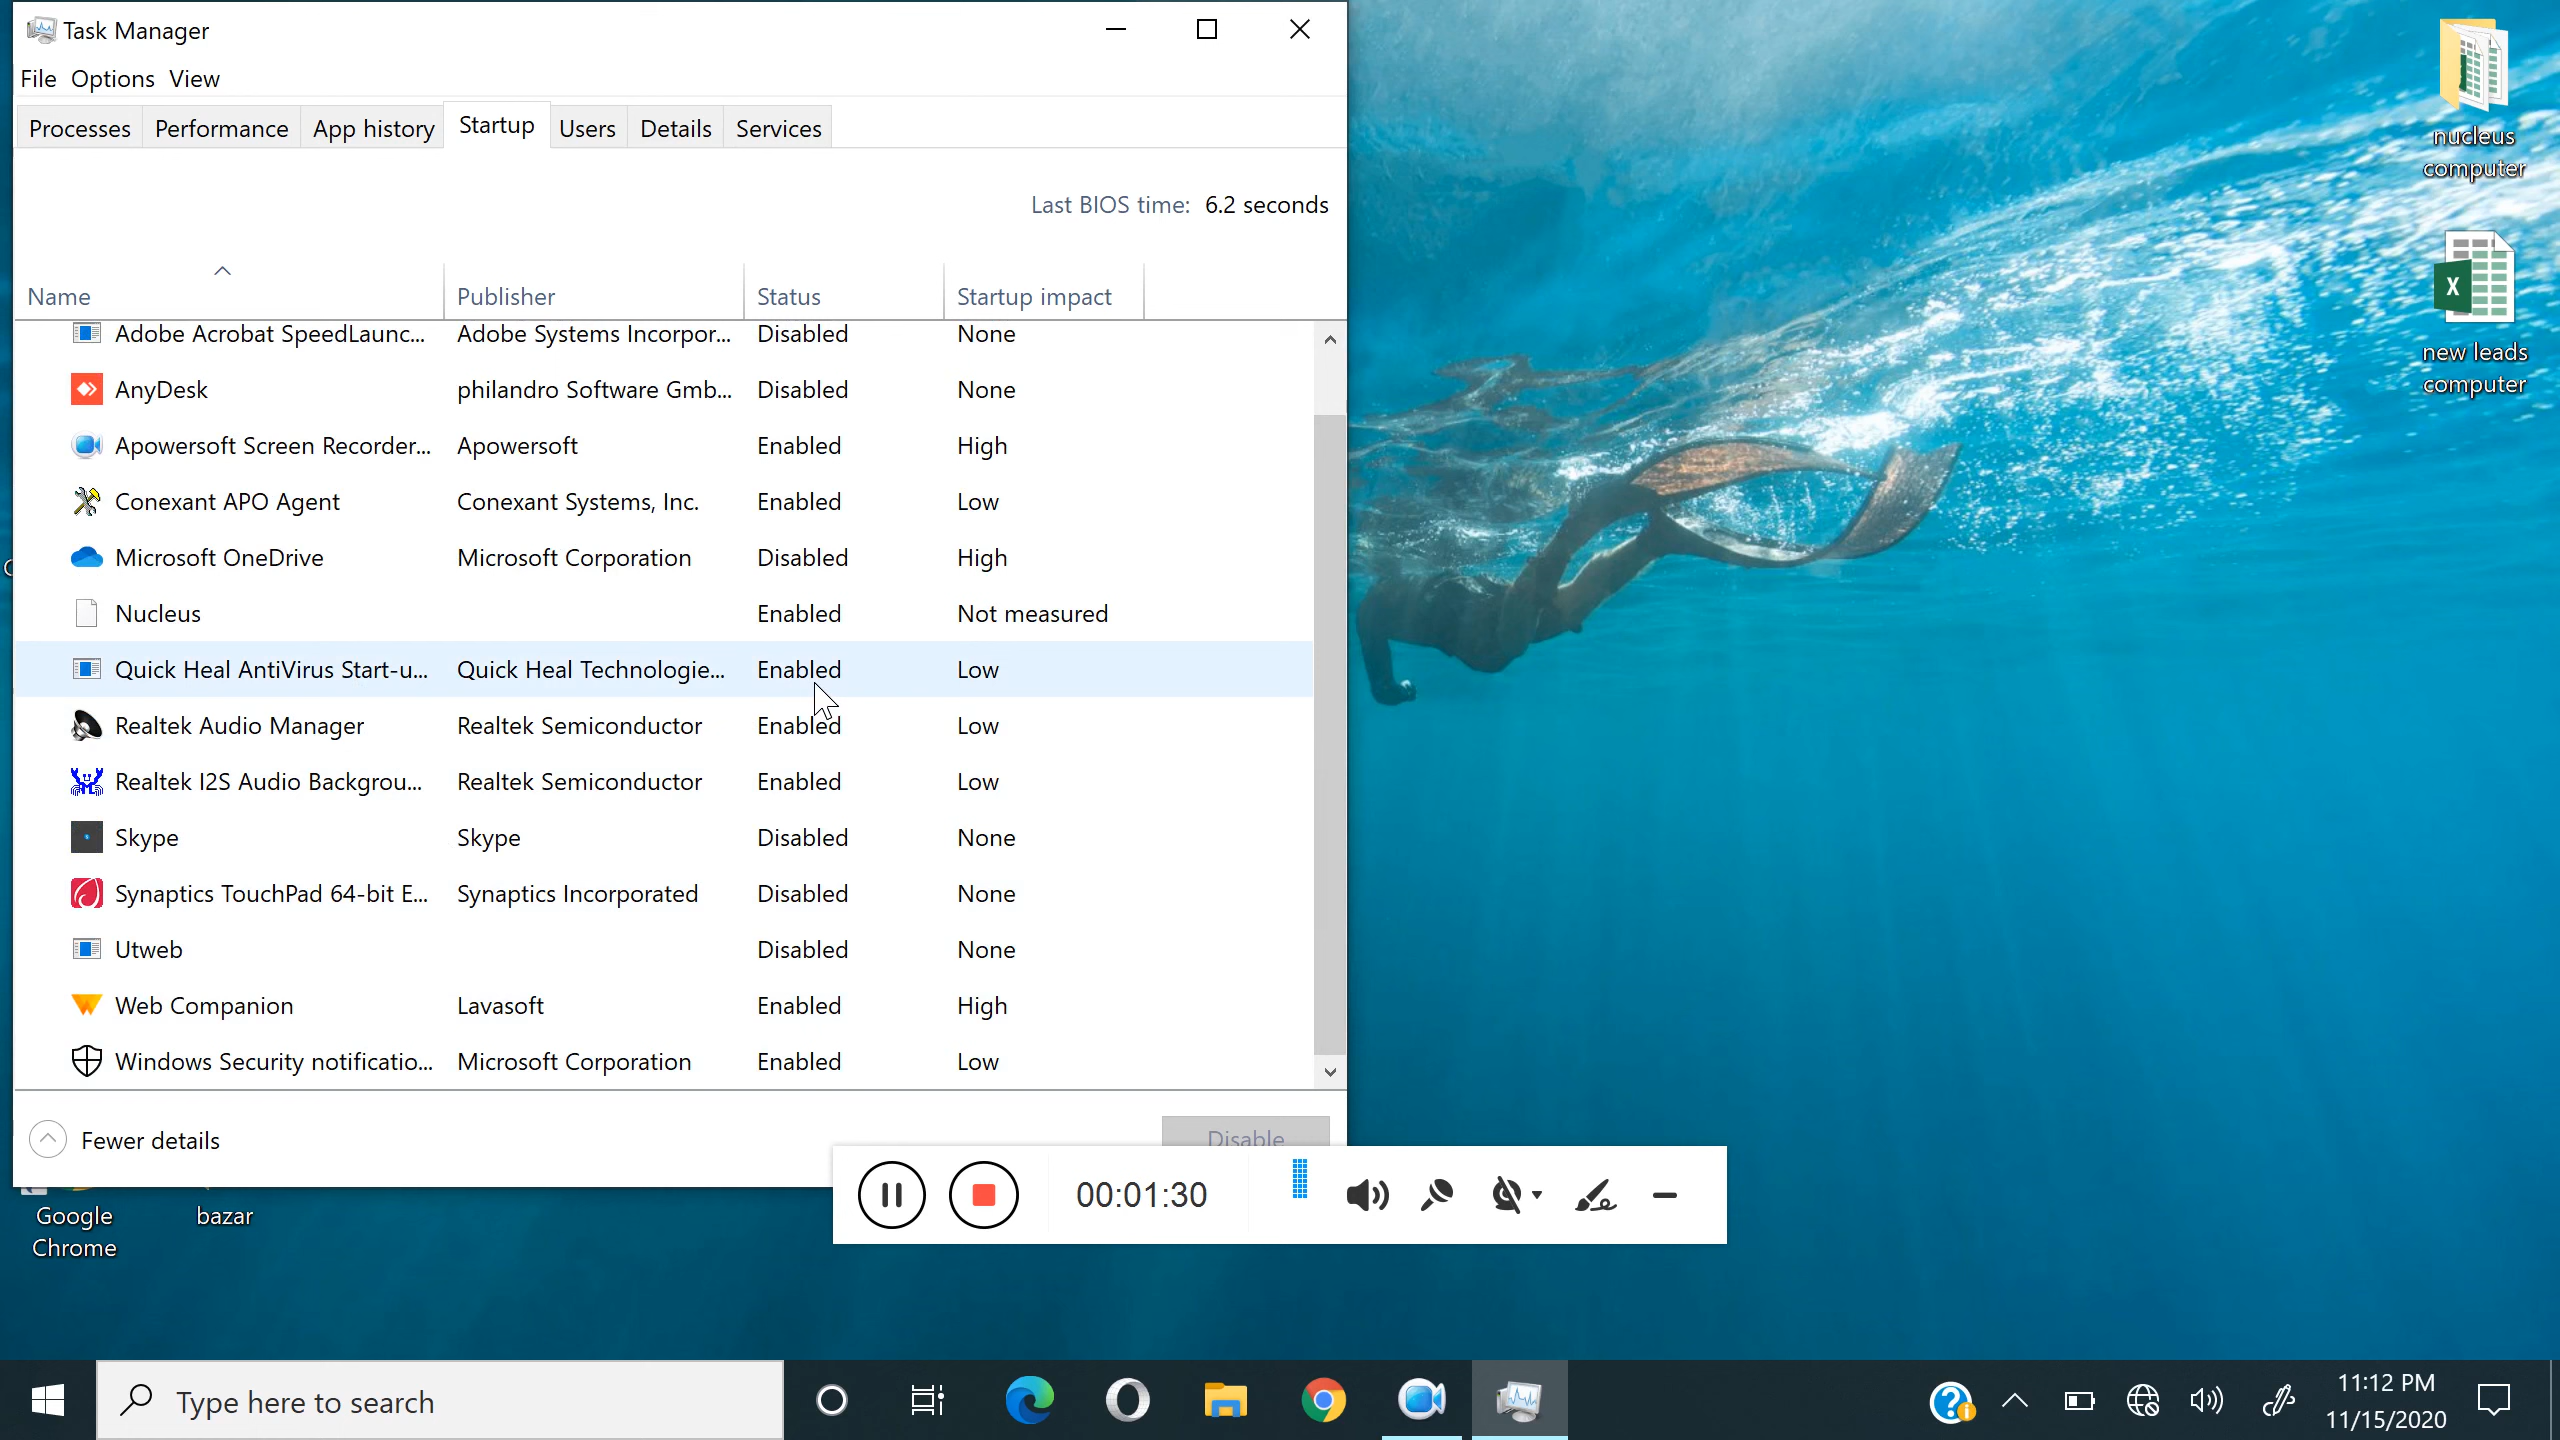 Task Manager
File Options View
Processes Performance App history Startup Users Details Services
Last BIOS time: 6.2 seconds
Name Publisher Status Startup impact
Adobe Acrobat SpeedLaunc... Adobe Systems Incorpor... Disabled None
AnyDesk philandro Software Gmb... Disabled None
Apowersoft Screen Recorder... Apowersoft Enabled High
Conexant APO Agent Conexant Systems, Inc. Enabled Low
Microsoft OneDrive Microsoft Corporation Disabled High
Nucleus Enabled Not measured
Quick Heal AntiVirus Start-u... Quick Heal Technologie... Enabled Low
Realtek Audio Manager Realtek Semiconductor Enabled Low
Realtek I2S Audio Backgrou... Realtek Semiconductor Enabled Low
Skype Skype Disabled None
Synaptics TouchPad 64-bit E... Synaptics Incorporated Disabled None
Utweb Disabled None
Web Companion Lavasoft Enabled High
Windows Security notificatio... Microsoft Corporation Enabled Low
Fewer details
Disable
00:01:30
nucleus
computer
new leads
computer
Google
Chrome
bazar
Type here to search
11:12 PM
11/15/2020